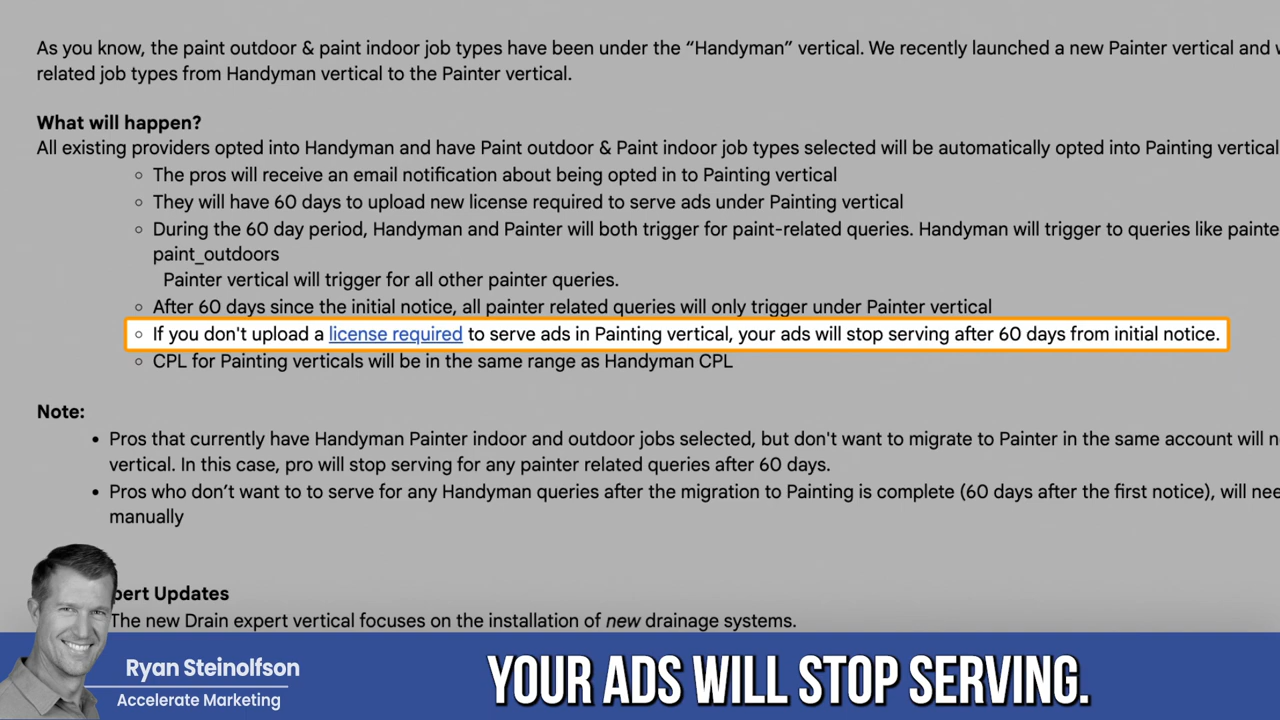 As you know, the paint outdoor & paint indoor job types have been under the “Handyman” vertical. We recently launched a new Painter vertical and
related job types from Handyman vertical to the Painter vertical.
What will happen?
All existing providers opted into Handyman and have Paint outdoor & Paint indoor job types selected will be automatically opted into Painting vertical
○ The pros will receive an email notification about being opted in to Painting vertical
○ They will have 60 days to upload new license required to serve ads under Painting vertical
○ During the 60 day period, Handyman and Painter will both trigger for paint-related queries. Handyman will trigger to queries like painte
paint_outdoors
Painter vertical will trigger for all other painter queries.
○ After 60 days since the initial notice, all painter related queries will only trigger under Painter vertical
○ If you don't upload a license required to serve ads in Painting vertical, your ads will stop serving after 60 days from initial notice.
○ CPL for Painting verticals will be in the same range as Handyman CPL
Note:
• Pros that currently have Handyman Painter indoor and outdoor jobs selected, but don't want to migrate to Painter in the same account will n
vertical. In this case, pro will stop serving for any painter related queries after 60 days.
• Pros who don’t want to to serve for any Handyman queries after the migration to Painting is complete (60 days after the first notice), will nee
manually
pert Updates
The new Drain expert vertical focuses on the installation of new drainage systems.
Ryan Steinolfson
Accelerate Marketing
YOUR ADS WILL STOP SERVING.